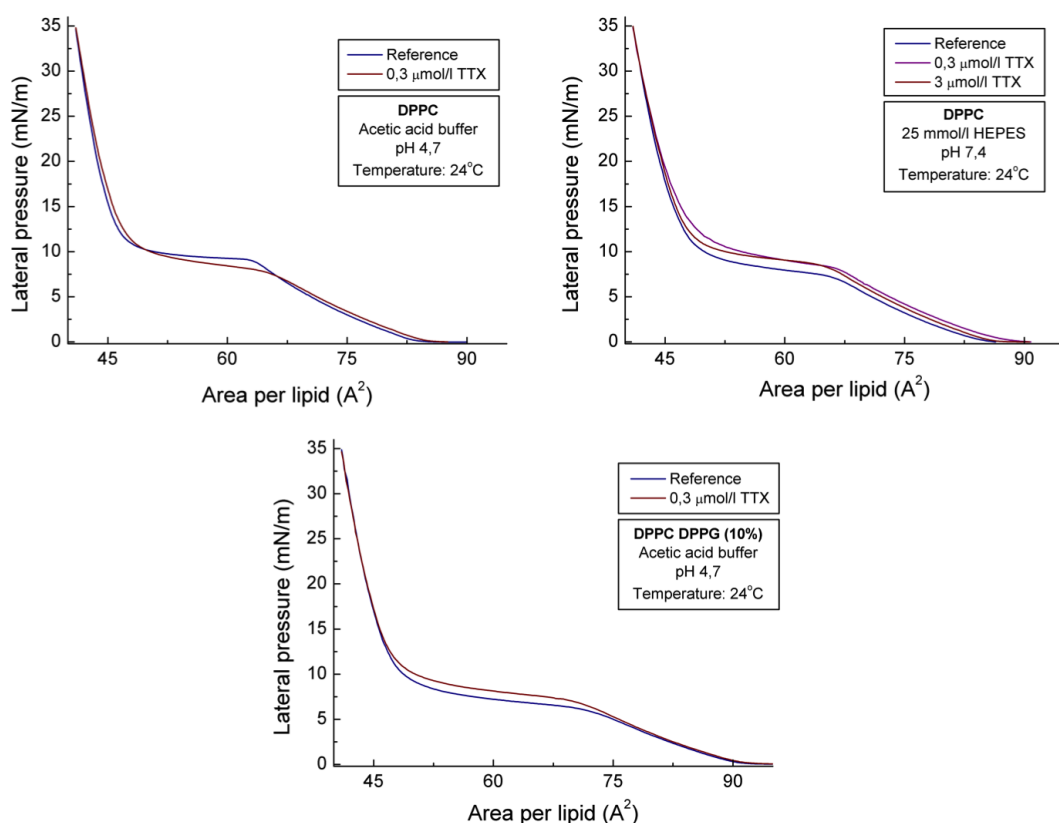 35
30
25
20
15
10
5
0
Lateral pressure (mN/m)
45 60 75 90
Area per lipid (A²)
Reference
0,3 μmol/l TTX
DPPC
Acetic acid buffer
pH 4,7
Temperature: 24°C
35
30
25
20
15
10
5
0
Lateral pressure (mN/m)
45 60 75 90
Area per lipid (A²)
Reference
0,3 μmol/l TTX
3 μmol/l TTX
DPPC
25 mmol/l HEPES
pH 7,4
Temperature: 24°C
35
30
25
20
15
10
5
0
Lateral pressure (mN/m)
45 60 75 90
Area per lipid (A²)
Reference
0,3 μmol/l TTX
DPPC DPPG (10%)
Acetic acid buffer
pH 4,7
Temperature: 24°C